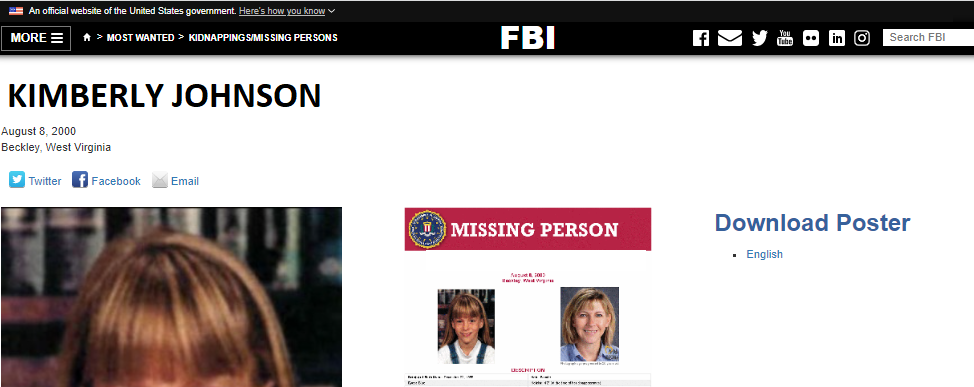 An official website of the United States government. Here's how you know
MORE > MOST WANTED > KIDNAPPINGS/MISSING PERSONS
FBI
You Tube
in
Search FBI
KIMBERLY JOHNSON
August 8, 2000
Beckley, West Virginia
Twitter Facebook Email
MISSING PERSON
August 8, 2000
Beckley, West Virginia
DESCRIPTION
Download Poster
English